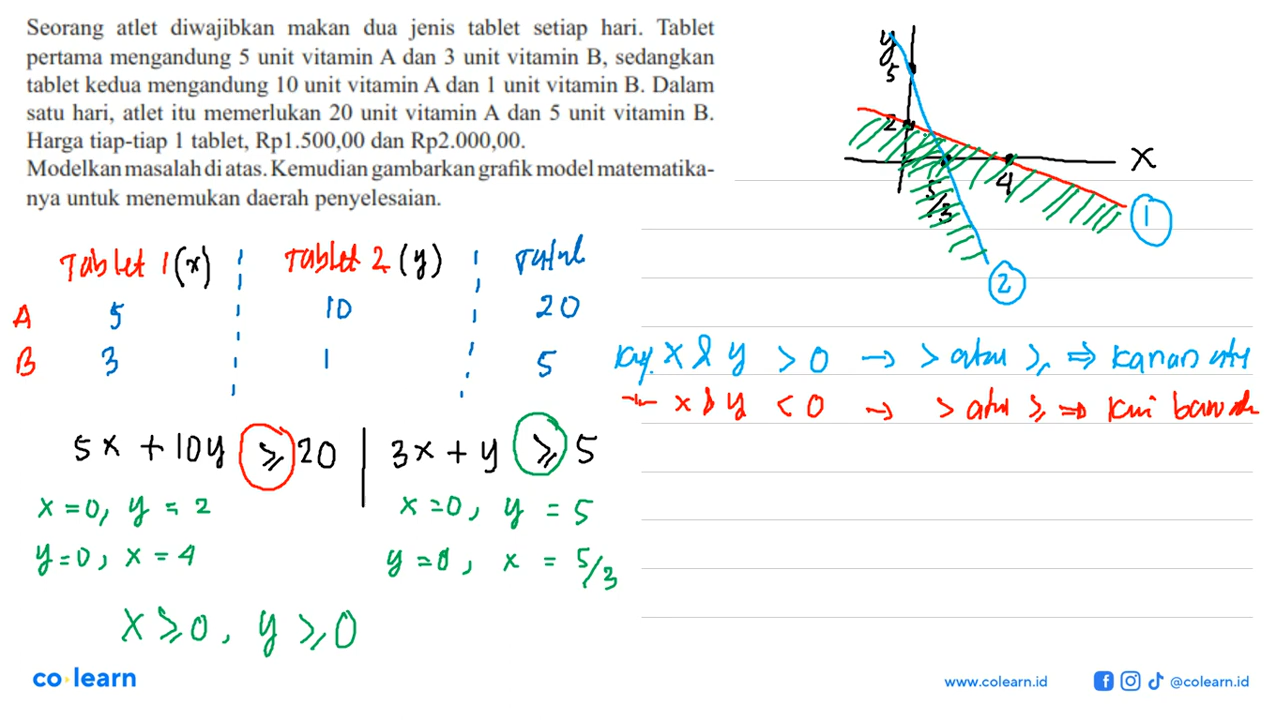 Seorang atlet diwajibkan makan dua jenis tablet setiap hari. Tablet
pertama mengandung 5 unit vitamin A dan 3 unit vitamin B, sedangkan
tablet kedua mengandung 10 unit vitamin A dan 1 unit vitamin B. Dalam
satu hari, atlet itu memerlukan 20 unit vitamin A dan 5 unit vitamin B.
Harga tiap-tiap 1 tablet, Rp1.500,00 dan Rp2.000,00.
Modelkan masalah di atas. Kemudian gambarkan grafik model matematika-
nya untuk menemukan daerah penyelesaian.
y
5
2
5/3
4
X
1
2
Tablet 1 (x) Tablet 2 (y) Total
A 5 10 20
B 3 1 5
5x + 10y ≥ 20 | 3x + y ≥ 5
x=0, y = 2 x=0, y = 5
y=0, x = 4 y=0, x = 5/3
x ≥ 0, y ≥ 0
x & y > 0 → > atau ≥ ⇒ kanan
x & y < 0 → > atau ≥ ⇒ kiri bawah
co·learn
www.colearn.id
@colearn.id